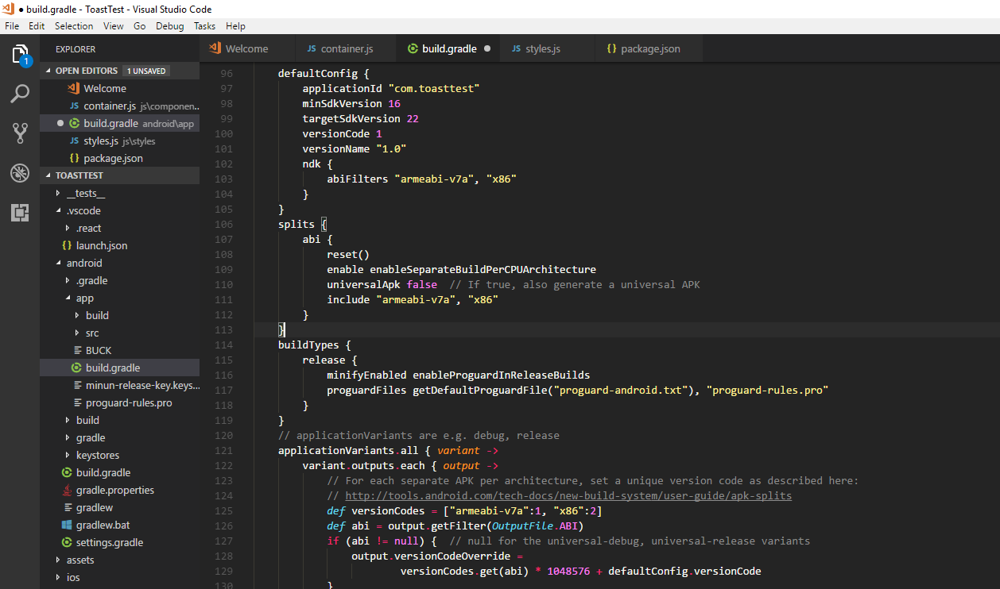 ● build.gradle - ToastTest - Visual Studio Code
File Edit Selection View Go Debug Tasks Help
1
EXPLORER
OPEN EDITORS 1 UNSAVED
Welcome
JS container.js js\componen...
● build.gradle android\app
JS styles.js js\styles
{} package.json
TOASTTEST
__tests__
.vscode
.react
{} launch.json
android
.gradle
app
build
src
BUCK
build.gradle
minun-release-key.keys...
proguard-rules.pro
build
gradle
keystores
build.gradle
gradle.properties
gradlew
gradlew.bat
settings.gradle
assets
ios
Welcome JS container.js build.gradle ● JS styles.js {} package.json
96 defaultConfig {
97 applicationId "com.toasttest"
98 minSdkVersion 16
99 targetSdkVersion 22
100 versionCode 1
101 versionName "1.0"
102 ndk {
103 abiFilters "armeabi-v7a", "x86"
104 }
105 }
106 splits {
107 abi {
108 reset()
109 enable enableSeparateBuildPerCPUArchitecture
110 universalApk false // If true, also generate a universal APK
111 include "armeabi-v7a", "x86"
112 }
113 }
114 buildTypes {
115 release {
116 minifyEnabled enableProguardInReleaseBuilds
117 proguardFiles getDefaultProguardFile("proguard-android.txt"), "proguard-rules.pro"
118 }
119 }
120 // applicationVariants are e.g. debug, release
121 applicationVariants.all { variant ->
122 variant.outputs.each { output ->
123 // For each separate APK per architecture, set a unique version code as described here:
124 // http://tools.android.com/tech-docs/new-build-system/user-guide/apk-splits
125 def versionCodes = ["armeabi-v7a":1, "x86":2]
126 def abi = output.getFilter(OutputFile.ABI)
127 if (abi != null) { // null for the universal-debug, universal-release variants
128 output.versionCodeOverride =
129 versionCodes.get(abi) * 1048576 + defaultConfig.versionCode
130 }